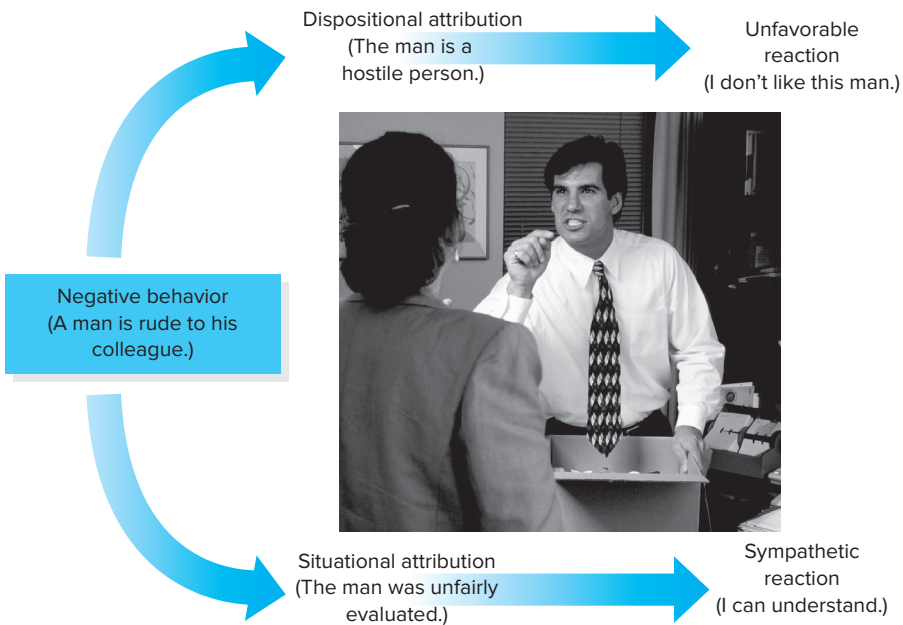 Dispositional attribution
(The man is a
hostile person.)
Unfavorable
reaction
(I don’t like this man.)
Negative behavior
(A man is rude to his
colleague.)
Situational attribution
(The man was unfairly
evaluated.)
Sympathetic
reaction
(I can understand.)